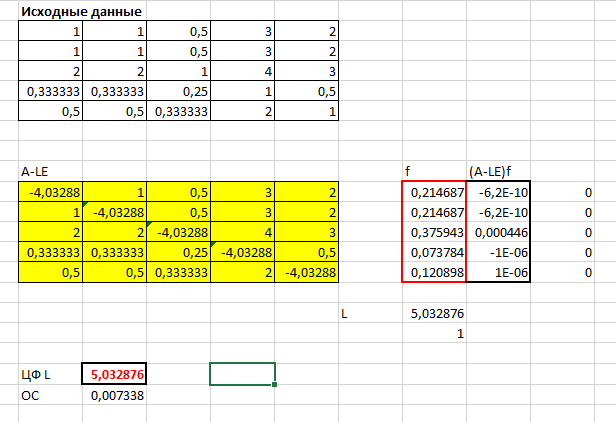 Исходные данные
1 1 0,5 3 2
1 1 0,5 3 2
2 2 1 4 3
0,333333 0,333333 0,25 1 0,5
0,5 0,5 0,333333 2 1
A-LE f (A-LE)f
-4,03288 1 0,5 3 2 0,214687 -6,2E-10 0
1 -4,03288 0,5 3 2 0,214687 -6,2E-10 0
2 2 -4,03288 4 3 0,375943 0,000446 0
0,333333 0,333333 0,25 -4,03288 0,5 0,073784 -1E-06 0
0,5 0,5 0,333333 2 -4,03288 0,120898 1E-06 0
L 5,032876
1
ЦФ L 5,032876
ОС 0,007338